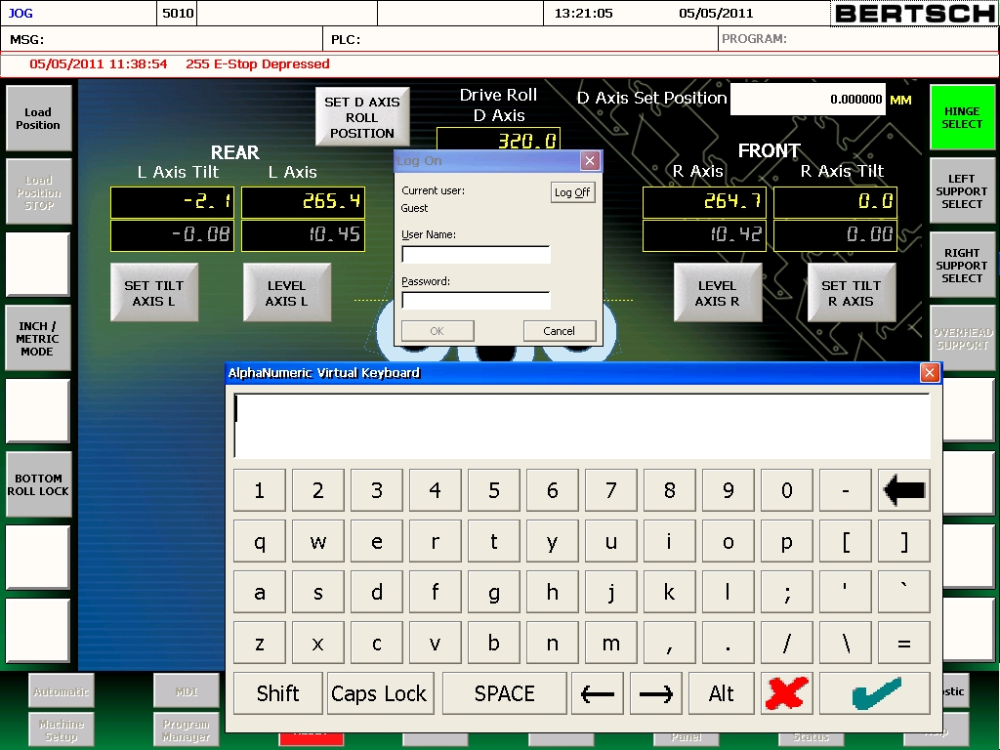 JOG 5010 13:21:05 05/05/2011 BERTSCH
MSG: PLC: PROGRAM:
05/05/2011 11:38:54 255 E-Stop Depressed
Load
Position
Load
Position
STOP
INCH /
METRIC
MODE
BOTTOM
ROLL LOCK
SET D AXIS
ROLL
POSITION
Drive Roll
D Axis
320.0
D Axis Set Position 0.000000 MM
REAR
L Axis Tilt L Axis
-2.1 265.4
-0.08 10.45
SET TILT
AXIS L
LEVEL
AXIS L
FRONT
R Axis R Axis Tilt
264.7 0.0
10.42 0.00
LEVEL
AXIS R
SET TILT
R AXIS
HINGE
SELECT
LEFT
SUPPORT
SELECT
RIGHT
SUPPORT
SELECT
OVERHEAD
SUPPORT
Log On
Current user:
Guest
Log Off
User Name:
Password:
OK Cancel
AlphaNumeric Virtual Keyboard
1 2 3 4 5 6 7 8 9 0 -
q w e r t y u i o p [ ]
a s d f g h j k l ; ' `
z x c v b n m , . / \ =
Shift Caps Lock SPACE Alt
Automatic MDI
Machine
Setup
Program
Manager
Panel Status